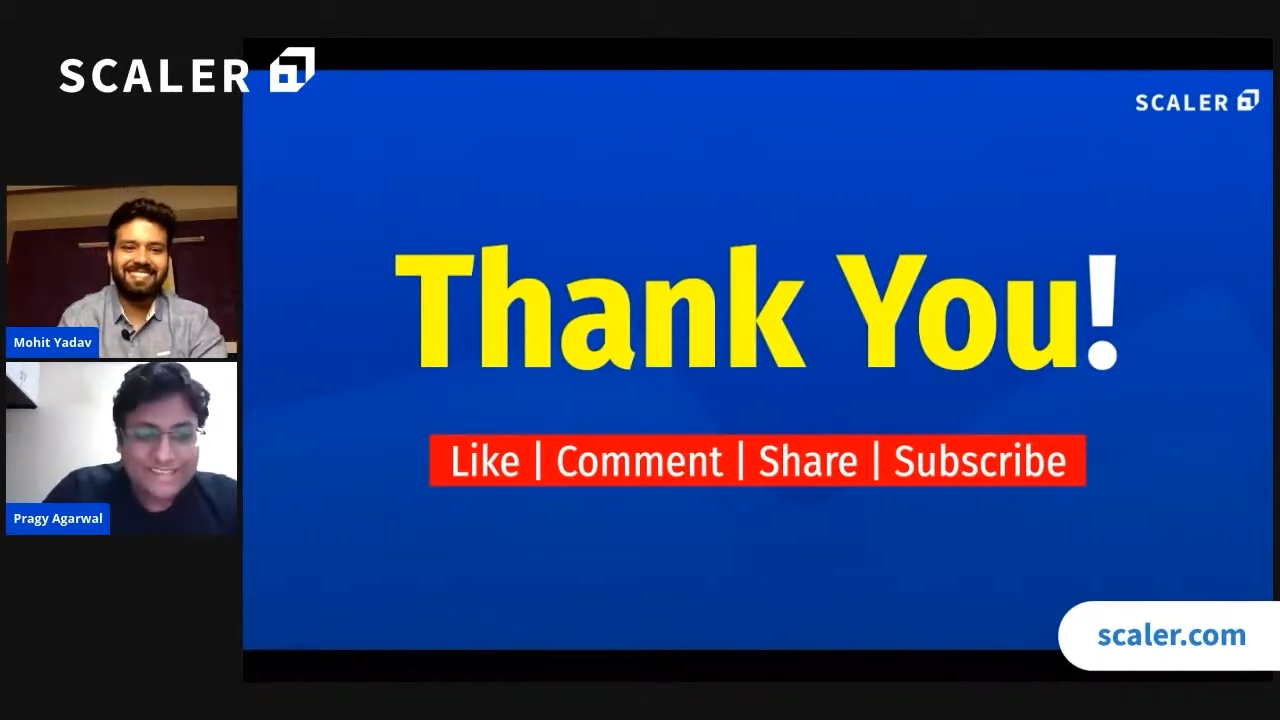 SCALER
SCALER
Mohit Yadav
Pragy Agarwal
Thank You!
Like | Comment | Share | Subscribe
scaler.com